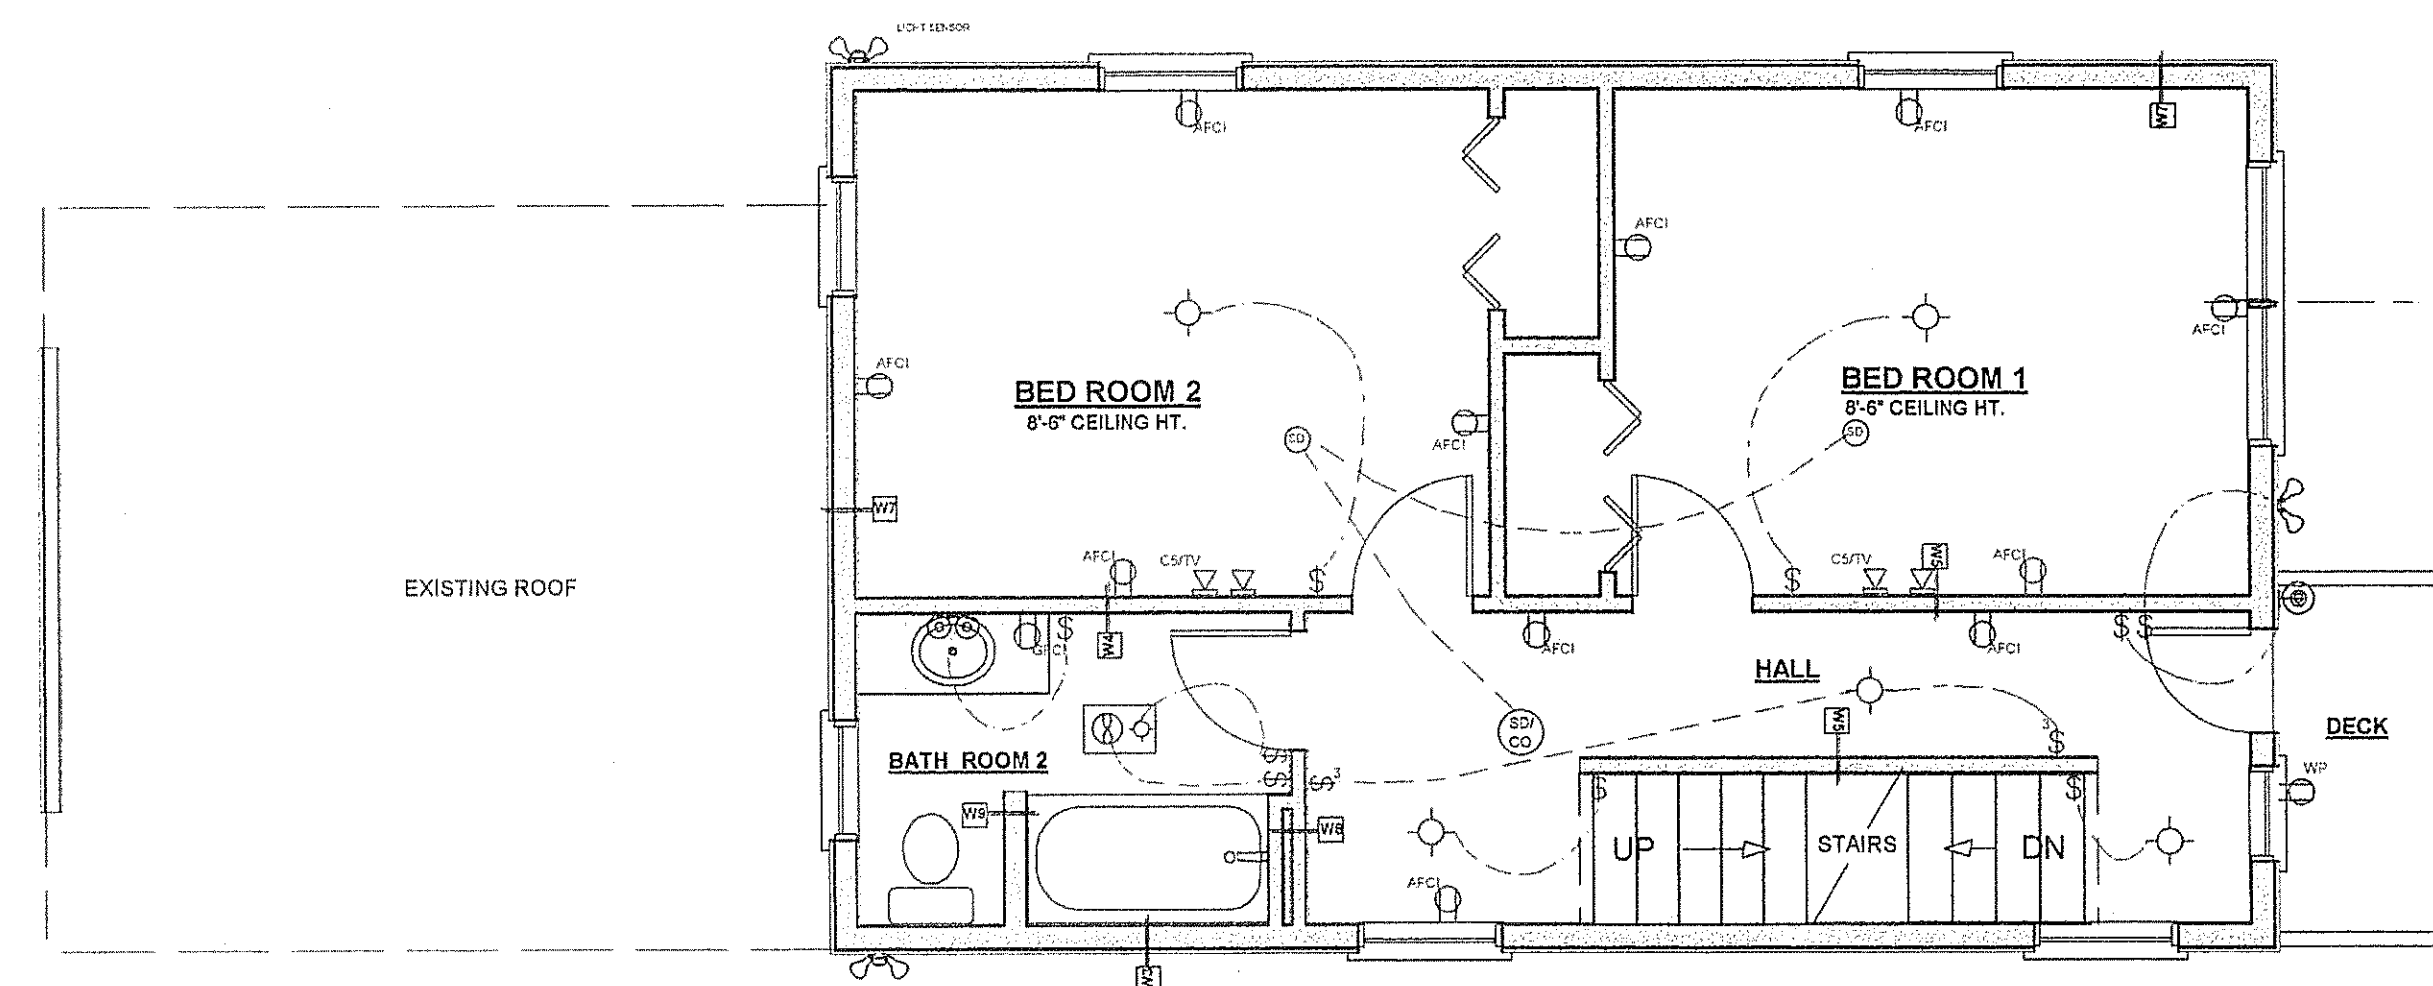 LIGHT SENSOR
AFCI
AFCI
W7
AFCI
AFCI
AFCI
BED ROOM 2
8'-6" CEILING HT.
BED ROOM 1
8'-6" CEILING HT.
AFCI
SD
SD
W7
EXISTING ROOF
AFCI
C5/TV
$
$
C5/TV
W5
AFCI
GFCI
$
W4
AFCI
AFCI
$ $
HALL
DECK
BATH ROOM 2
SD/
CO
W5
3
$
$
$
$ 3
$
$
WP
W9
W8
UP
STAIRS
DN
AFCI